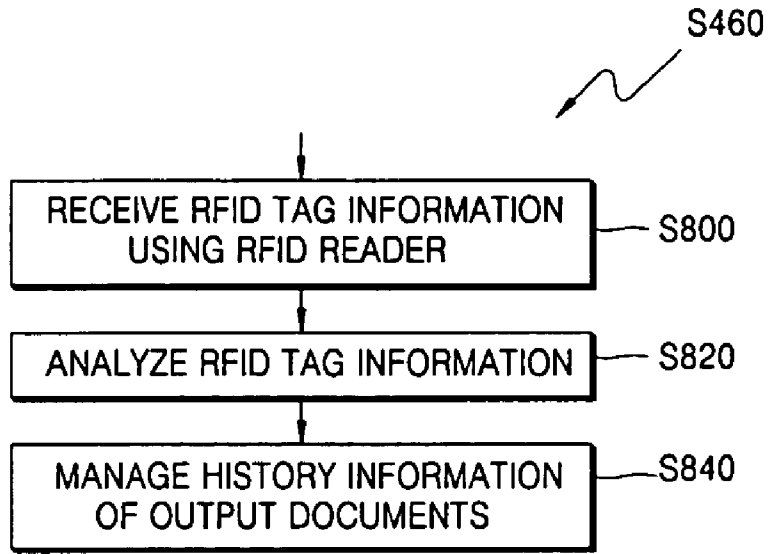 S460
RECEIVE RFID TAG INFORMATION
USING RFID READER
S800
ANALYZE RFID TAG INFORMATION
S820
MANAGE HISTORY INFORMATION
OF OUTPUT DOCUMENTS
S840